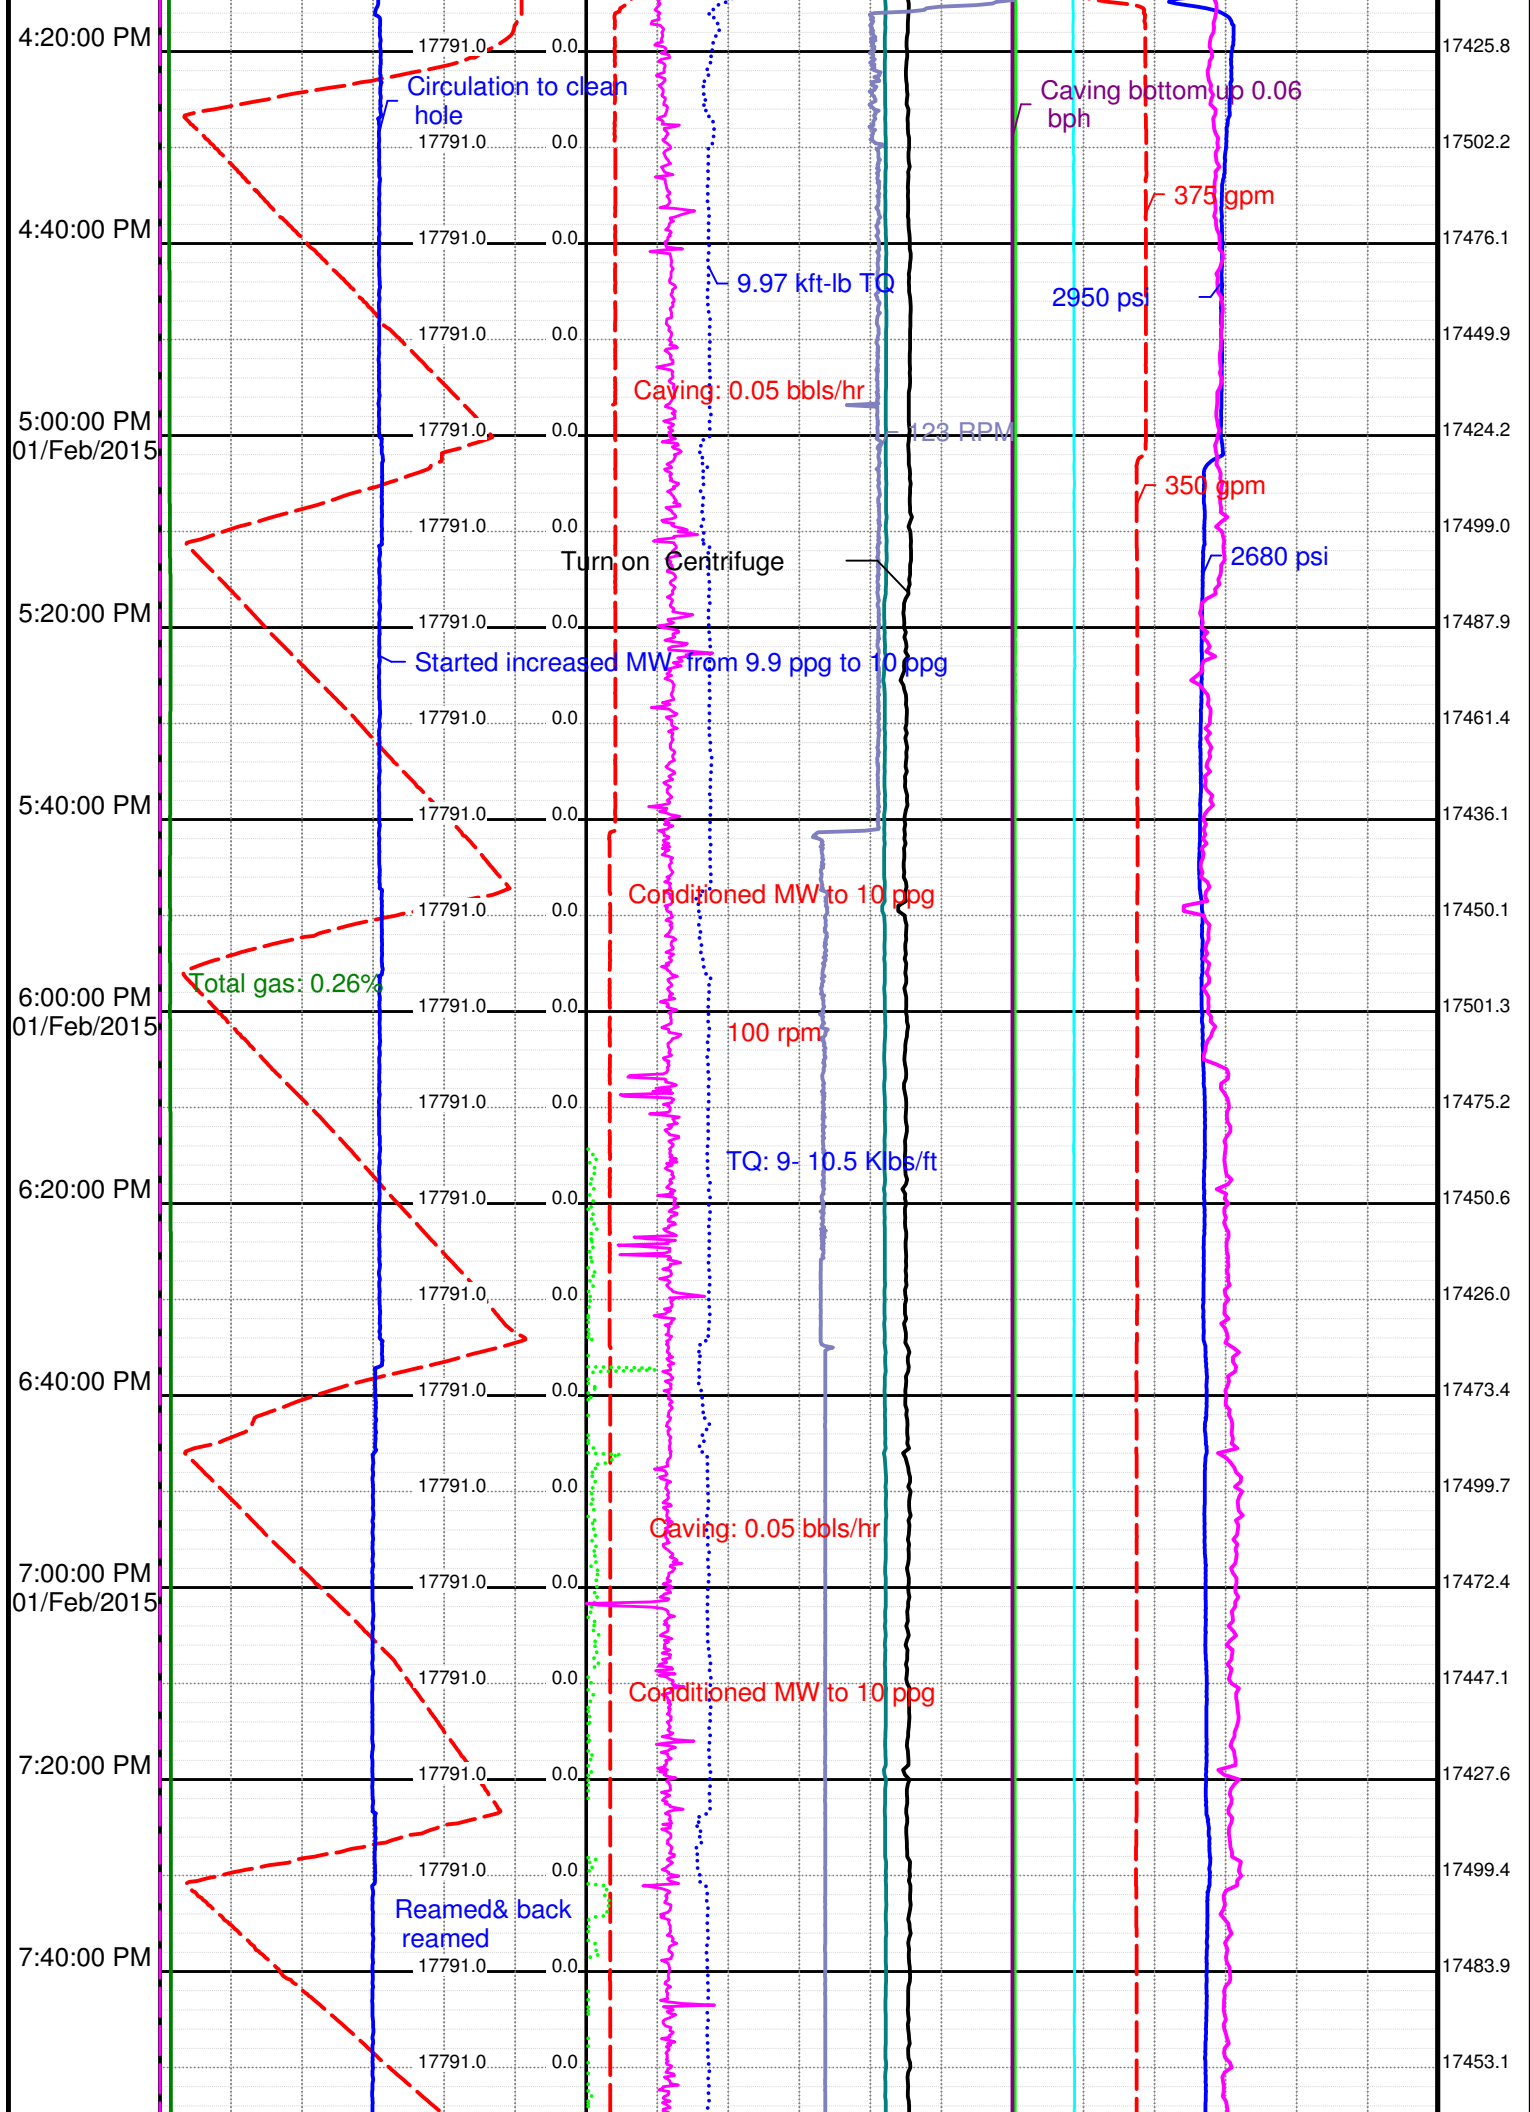 4:20:00 PM 17791.0 0.0 17425.8
Circulation to clean
hole
Caving bottom up 0.06
bph
17791.0 0.0 17502.2
375 gpm
4:40:00 PM 17791.0 0.0 17476.1
9.97 kft-lb TQ
2950 psi
17791.0 0.0 17449.9
Caving: 0.05 bbls/hr
5:00:00 PM 17791.0 0.0 17424.2
123 RPM
01/Feb/2015
350 gpm
17791.0 0.0 17499.0
Turn on Centrifuge
2680 psi
5:20:00 PM 17791.0 0.0 17487.9
Started increased MW from 9.9 ppg to 10 ppg
17791.0 0.0 17461.4
5:40:00 PM 17791.0 0.0 17436.1
Conditioned MW to 10 ppg
17791.0 0.0 17450.1
Total gas: 0.26%
6:00:00 PM 17791.0 0.0 17501.3
01/Feb/2015
100 rpm
17791.0 0.0 17475.2
TQ: 9- 10.5 Klbs/ft
6:20:00 PM 17791.0 0.0 17450.6
17791.0 0.0 17426.0
6:40:00 PM 17791.0 0.0 17473.4
17791.0 0.0 17499.7
Caving: 0.05 bbls/hr
7:00:00 PM 17791.0 0.0 17472.4
01/Feb/2015
17791.0 0.0 17447.1
Conditioned MW to 10 ppg
7:20:00 PM 17791.0 0.0 17427.6
17791.0 0.0 17499.4
Reamed& back
reamed
7:40:00 PM 17791.0 0.0 17483.9
17791.0 0.0 17453.1